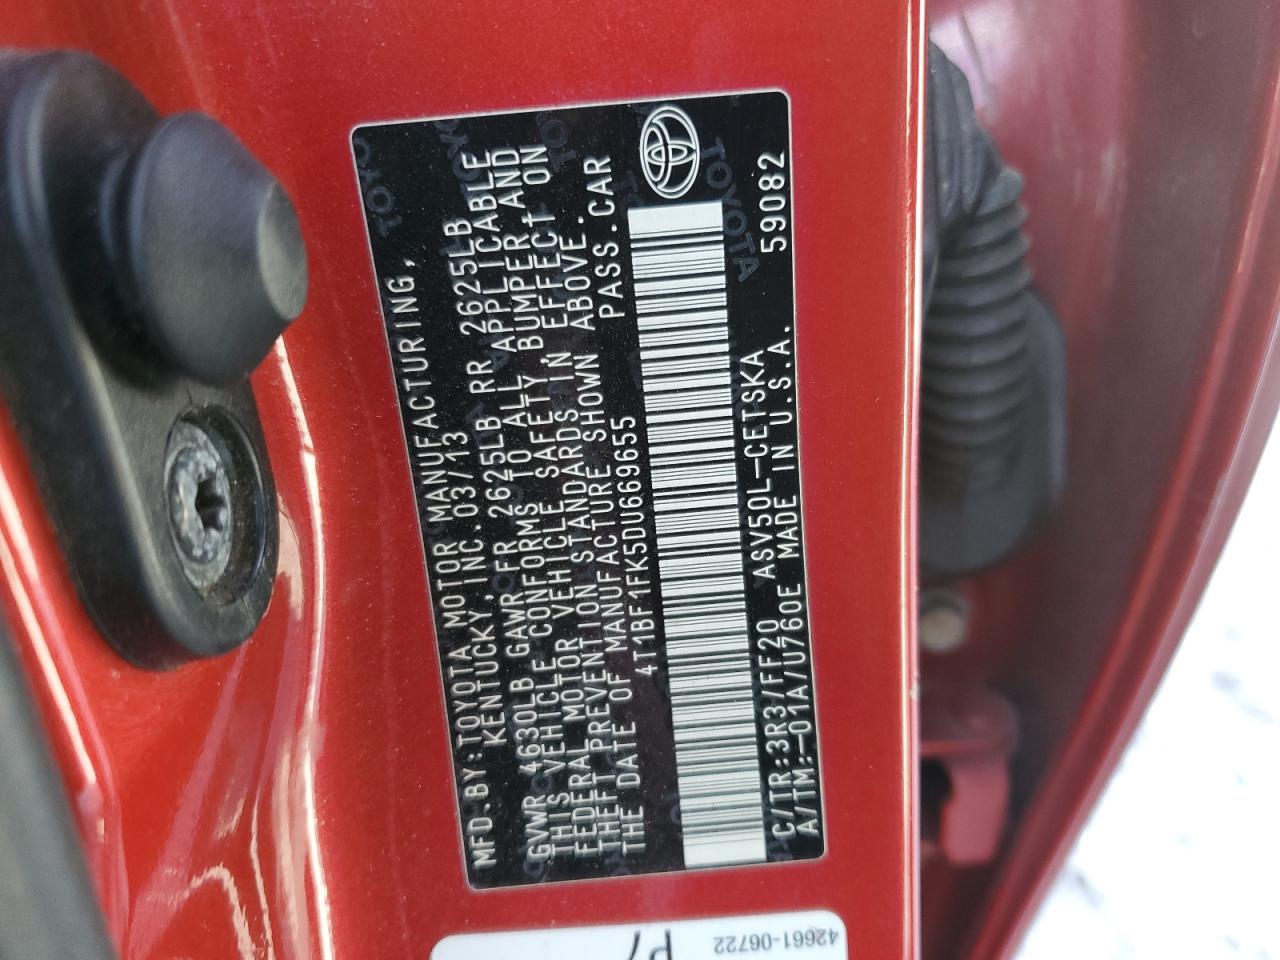 MFD.BY:TOYOTA MOTOR MANUFACTURING,
KENTUCKY,INC. 03/13
GVWR 4630LB GAWR FR 2625LB RR 2625LB
THIS VEHICLE CONFORMS TO ALL APPLICABLE
FEDERAL MOTOR VEHICLE SAFETY,BUMPER,AND
THEFT PREVENTION STANDARDS IN EFFECT ON
THE DATE OF MANUFACTURE SHOWN ABOVE.
4T1BF1FK5DU669655 PASS.CAR
C/TR:3R3/FF20 ASV50L-CETSKA 59082
A/TM:-01A/U760E MADE IN U.S.A.
TOYOTA
42661-06722